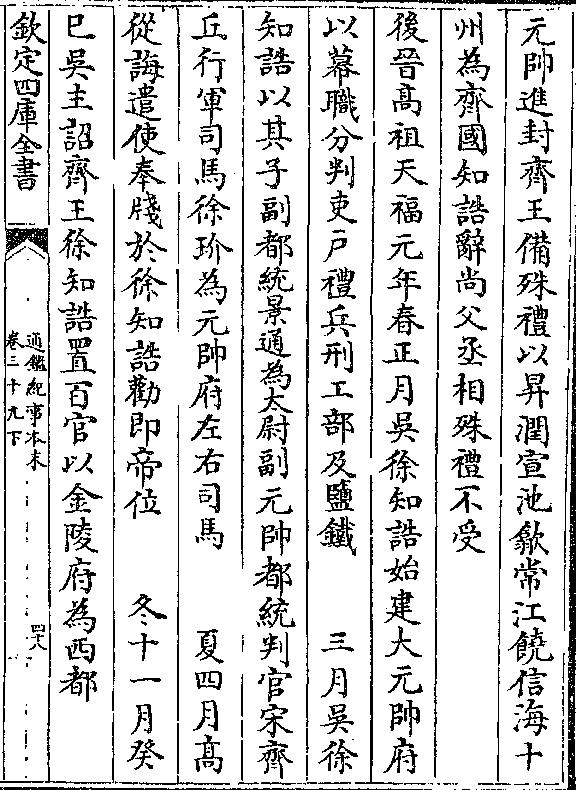 元帥進封齊王備殊禮以昇潤宣池歙常江饒信海十
州為齊國知誥辭尚父丞相殊禮不受
後晉高祖天福元年春正月吳徐知誥始建大元帥府
以幕職分判吏户禮兵刑工部及鹽鐵 三月吳徐
知誥以其子副都統景通為太尉副元帥都統判官宋齊
丘行軍司馬徐玠為元帥府左右司馬 夏四月高
從誨遣使奉牋於徐知誥勸即帝位 冬十一月癸
巳吳主詔齊王徐知誥置百官以金陵府為西都
欽定四庫全書
通鑑紀事本末
卷三十九下
四十八